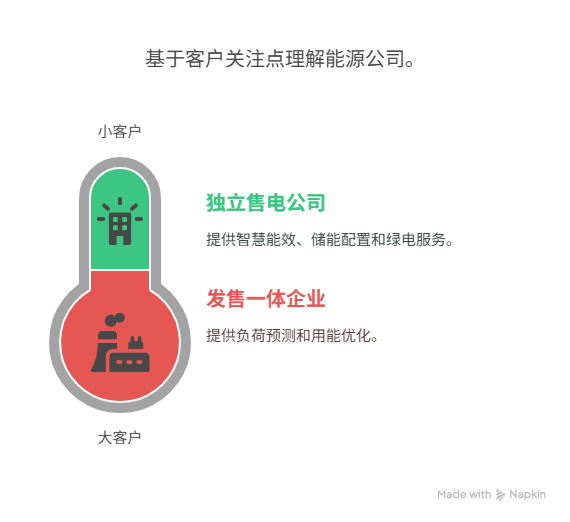 基于客户关注点理解能源公司。
小客户
独立售电公司
提供智慧能效、储能配置和绿电服务。
发售一体企业
提供负荷预测和用能优化。
大客户
Made with Napkin